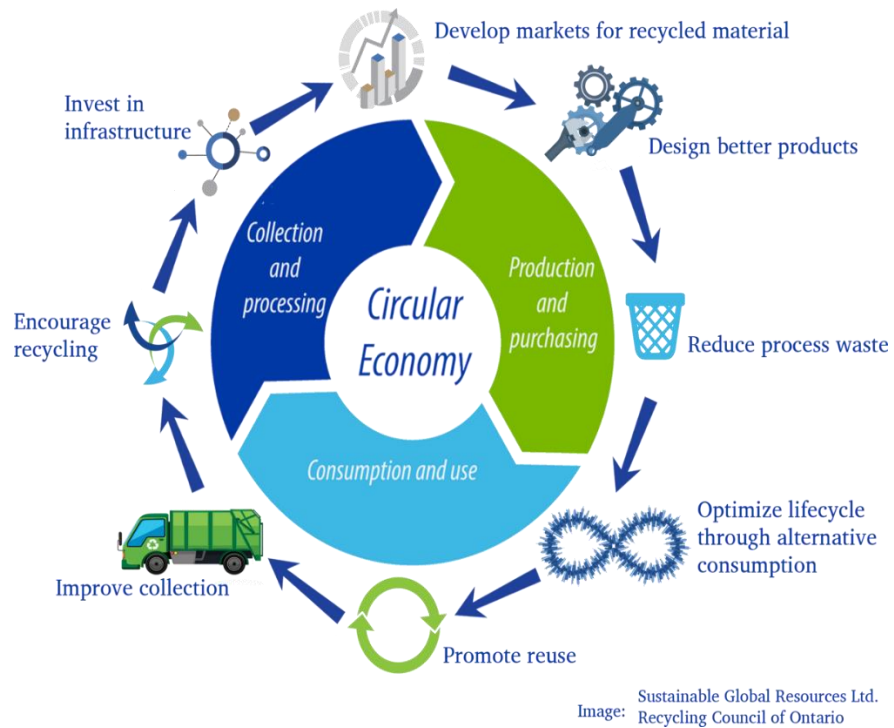 Develop markets for recycled material
Invest in
infrastructure
Design better products
Collection
and
processing
Production
and
purchasing
Circular
Economy
Encourage
recycling
Reduce process waste
Consumption and use
Optimize lifecycle
through alternative
consumption
Improve collection
Promote reuse
Image:
Sustainable Global Resources Ltd.
Recycling Council of Ontario